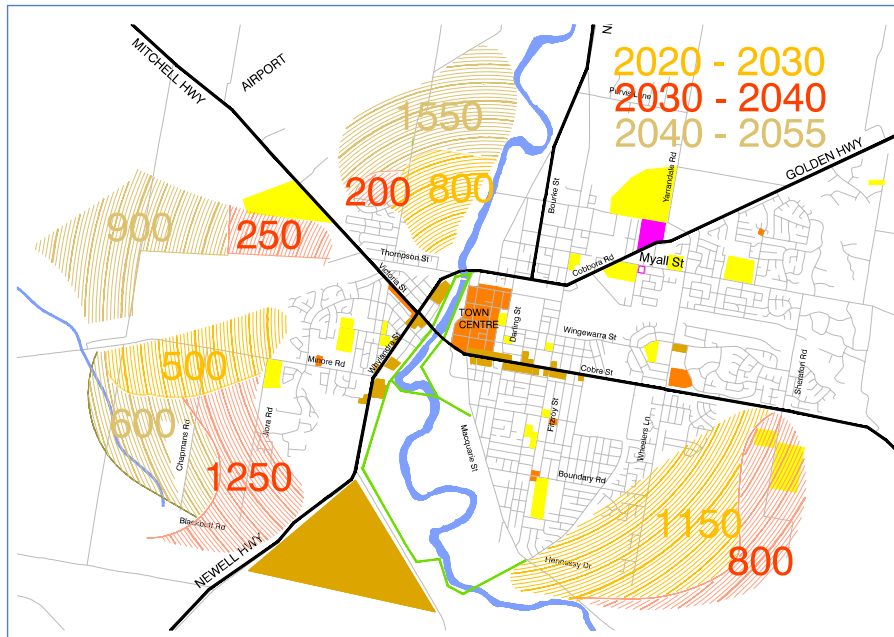 MITCHELL HWY
AIRPORT
N
2020 - 2030
2030 - 2040
2040 - 2055
Purvis Lane
GOLDEN HWY
1550
Yarrandale Rd
200
800
Bourke St
900
250
Thompson St
Victoria St
Cobbora Rd
Myall St
TOWN
CENTRE
Darling St
Wingewarra St
500
Minore Rd
Whylandra St
Cobra St
Sheraton Rd
600
Chapmans Rd
Jiora Rd
Macquarie St
Fitzroy St
Wheelers Ln
1250
Boundary Rd
Blackbutt Rd
1150
NEWELL HWY
Hennessy Dr
800